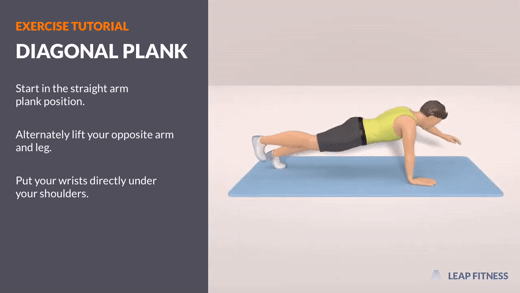 EXERCISE TUTORIAL
DIAGONAL PLANK
Start in the straight arm
plank position.
Alternately lift your opposite arm
and leg.
Put your wrists directly under
your shoulders.
LEAP FITNESS